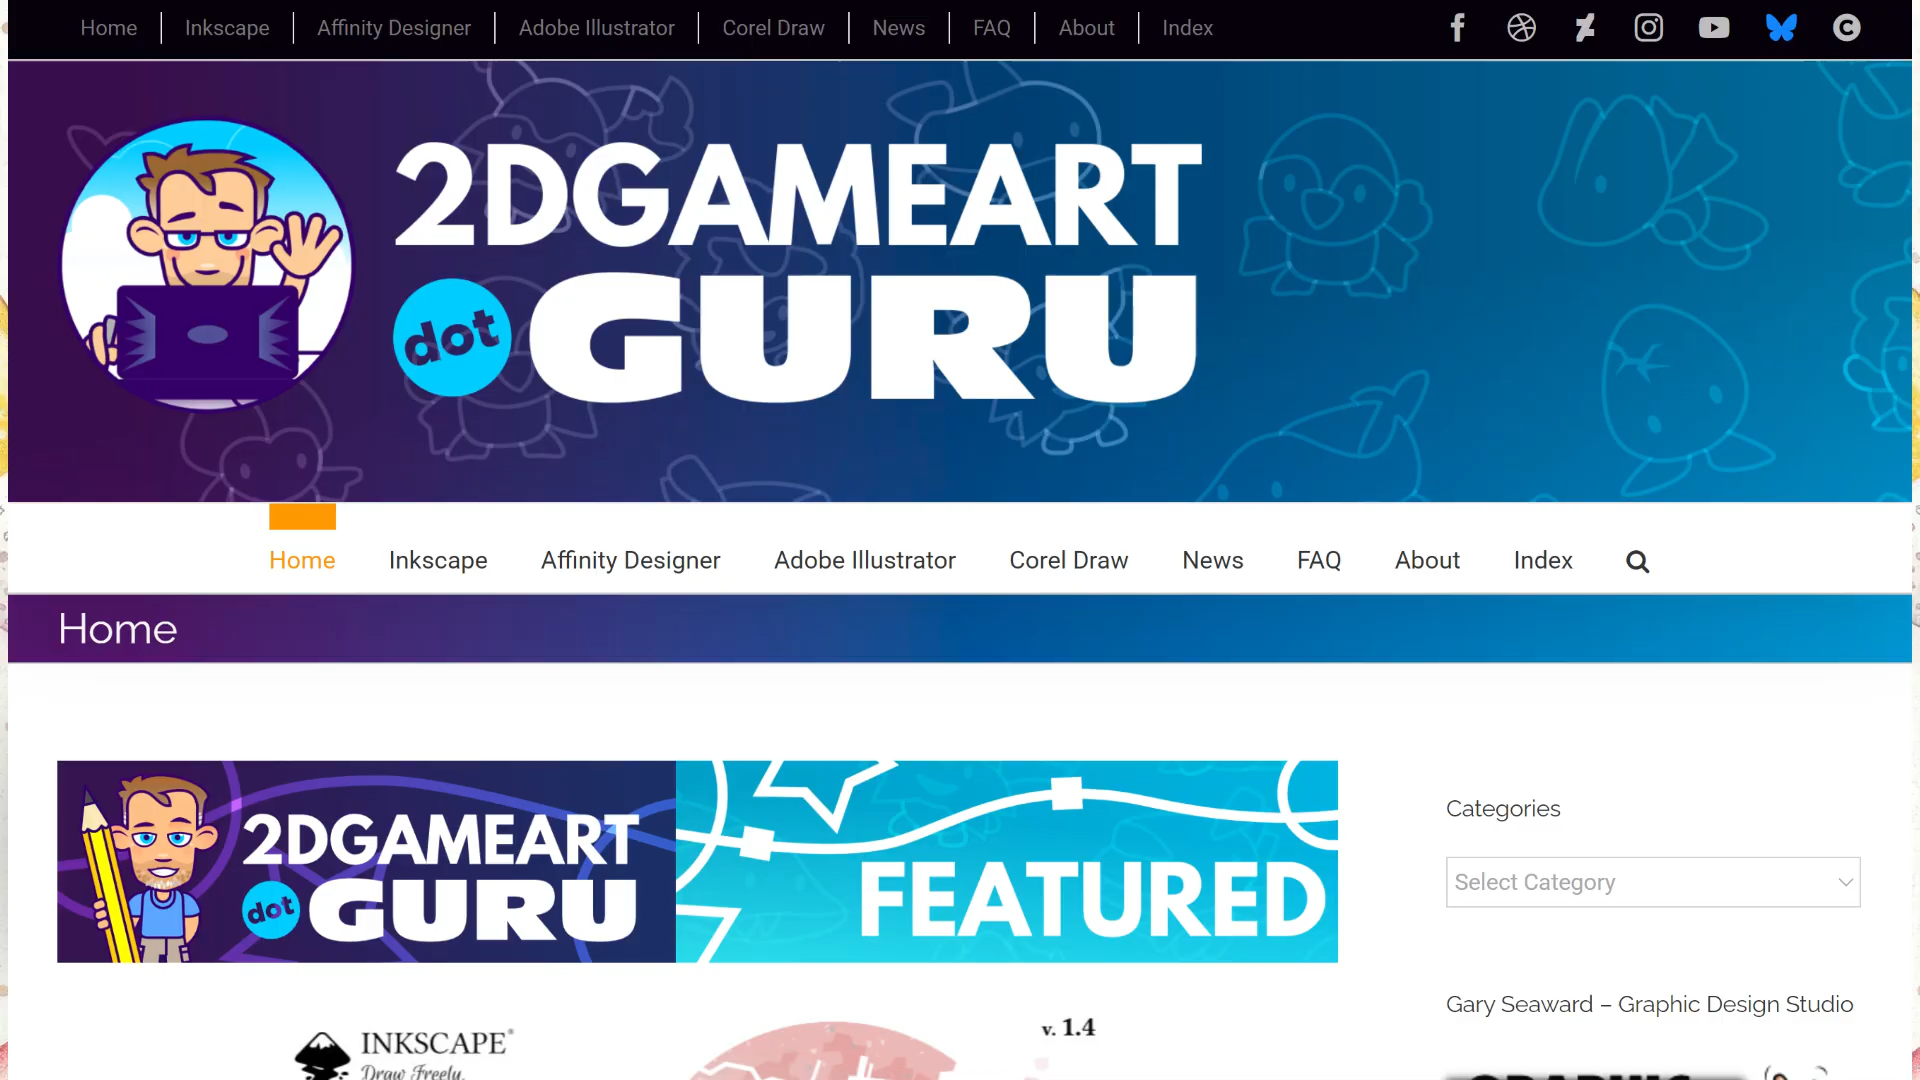 Home Inkscape Affinity Designer Adobe Illustrator Corel Draw News FAQ About Index
2DGAMEART
dot GURU
Home Inkscape Affinity Designer Adobe Illustrator Corel Draw News FAQ About Index
Home
2DGAMEART
dot GURU
FEATURED
Categories
Select Category
Gary Seaward – Graphic Design Studio
INKSCAPE®
Draw Freely.
v. 1.4
GRAPHIC